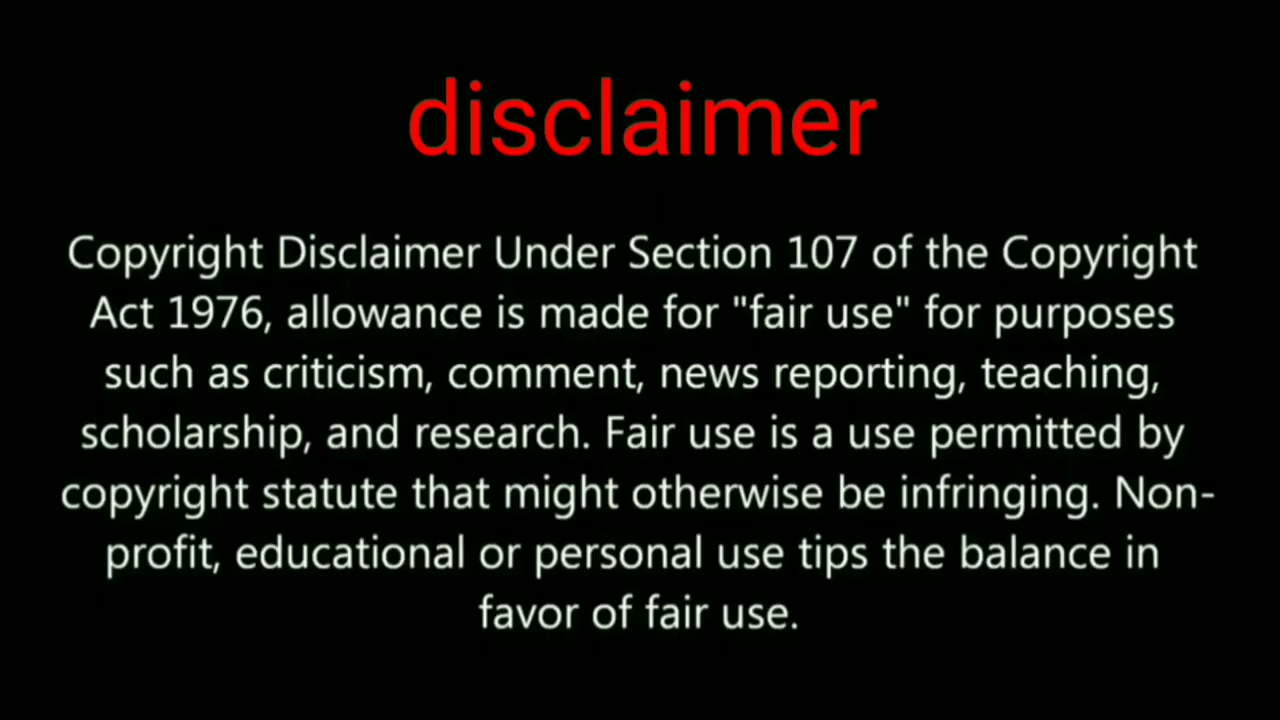 disclaimer
Copyright Disclaimer Under Section 107 of the Copyright
Act 1976, allowance is made for "fair use" for purposes
such as criticism, comment, news reporting, teaching,
scholarship, and research. Fair use is a use permitted by
copyright statute that might otherwise be infringing. Non-
profit, educational or personal use tips the balance in
favor of fair use.